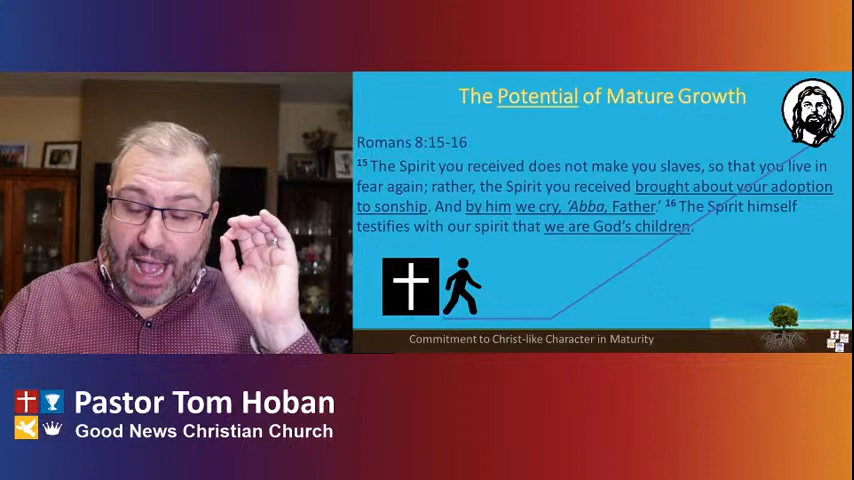 The Potential of Mature Growth
Romans 8:15-16
15 The Spirit you received does not make you slaves, so that you live in
fear again; rather, the Spirit you received brought about your adoption
to sonship. And by him we cry, ‘Abba, Father.’ 16 The Spirit himself
testifies with our spirit that we are God’s children.
Commitment to Christ-like Character in Maturity
Pastor Tom Hoban
Good News Christian Church